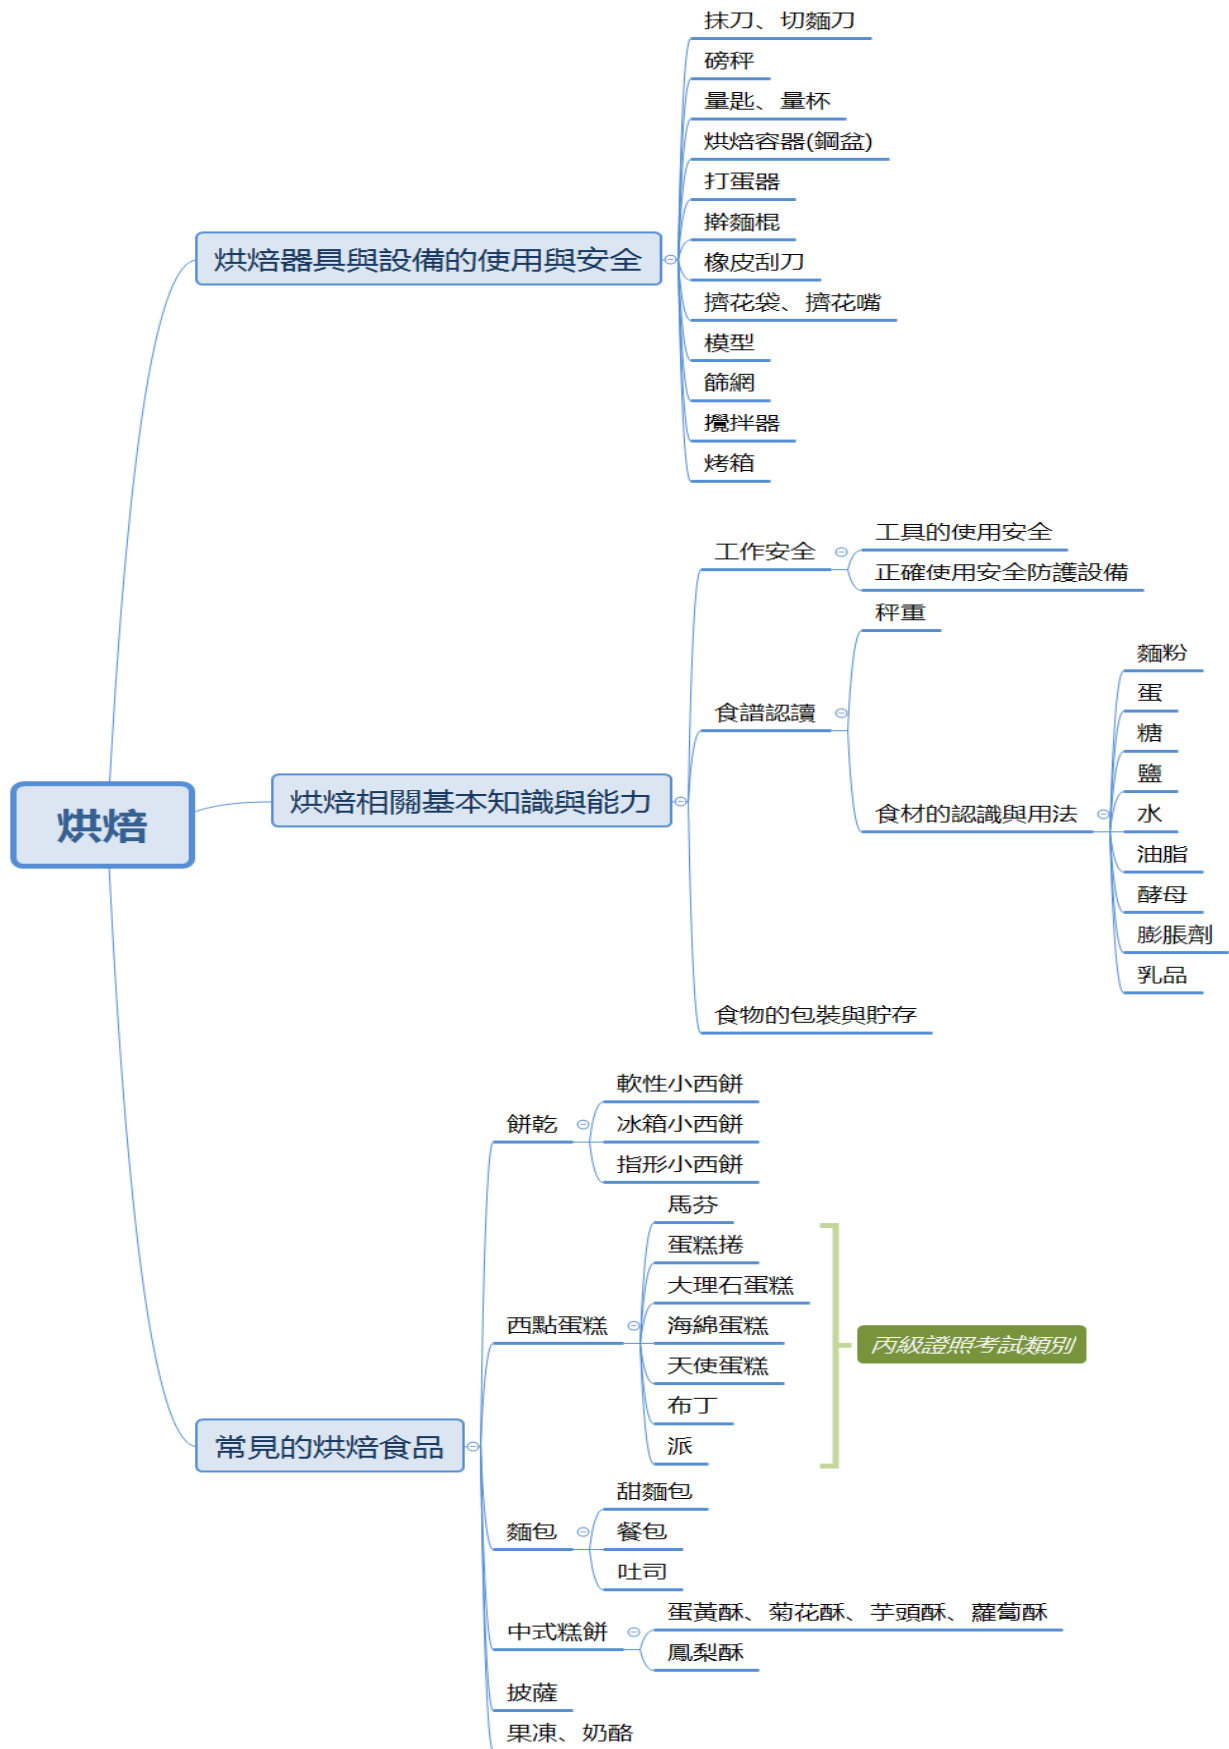 烘焙
烘焙器具與設備的使用與安全
抹刀、切麵刀
磅秤
量匙、量杯
烘焙容器(鋼盆)
打蛋器
擀麵棍
橡皮刮刀
擠花袋、擠花嘴
模型
篩網
攪拌器
烤箱
烘焙相關基本知識與能力
工作安全
工具的使用安全
正確使用安全防護設備
食譜認讀
秤重
食材的認識與用法
麵粉
蛋
糖
鹽
水
油脂
酵母
膨脹劑
乳品
食物的包裝與貯存
常見的烘焙食品
餅乾
軟性小西餅
冰箱小西餅
指形小西餅
西點蛋糕
馬芬
蛋糕捲
大理石蛋糕
海綿蛋糕
天使蛋糕
布丁
派
丙級證照考試類別
麵包
甜麵包
餐包
吐司
中式糕餅
蛋黃酥、菊花酥、芋頭酥、蘿蔔酥
鳳梨酥
披薩
果凍、奶酪